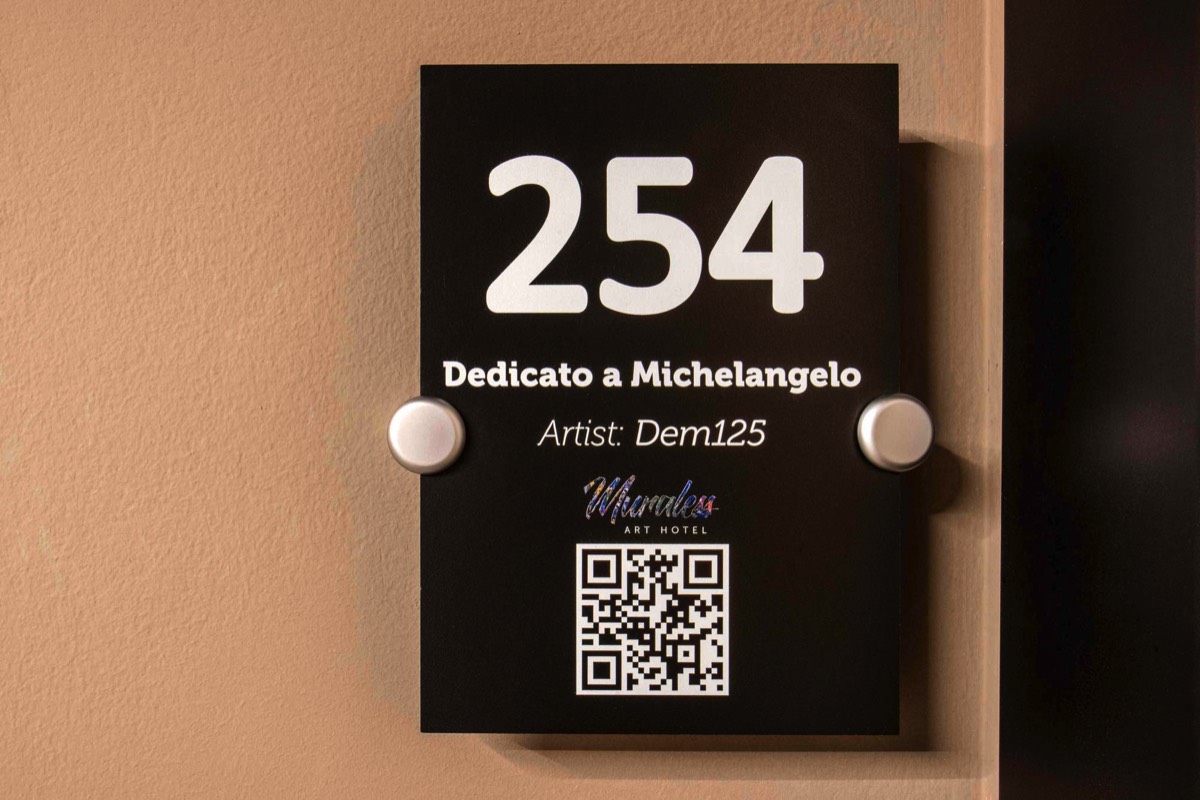 254
Dedicato a Michelangelo
Artist: Dem125
Muraless
ART HOTEL